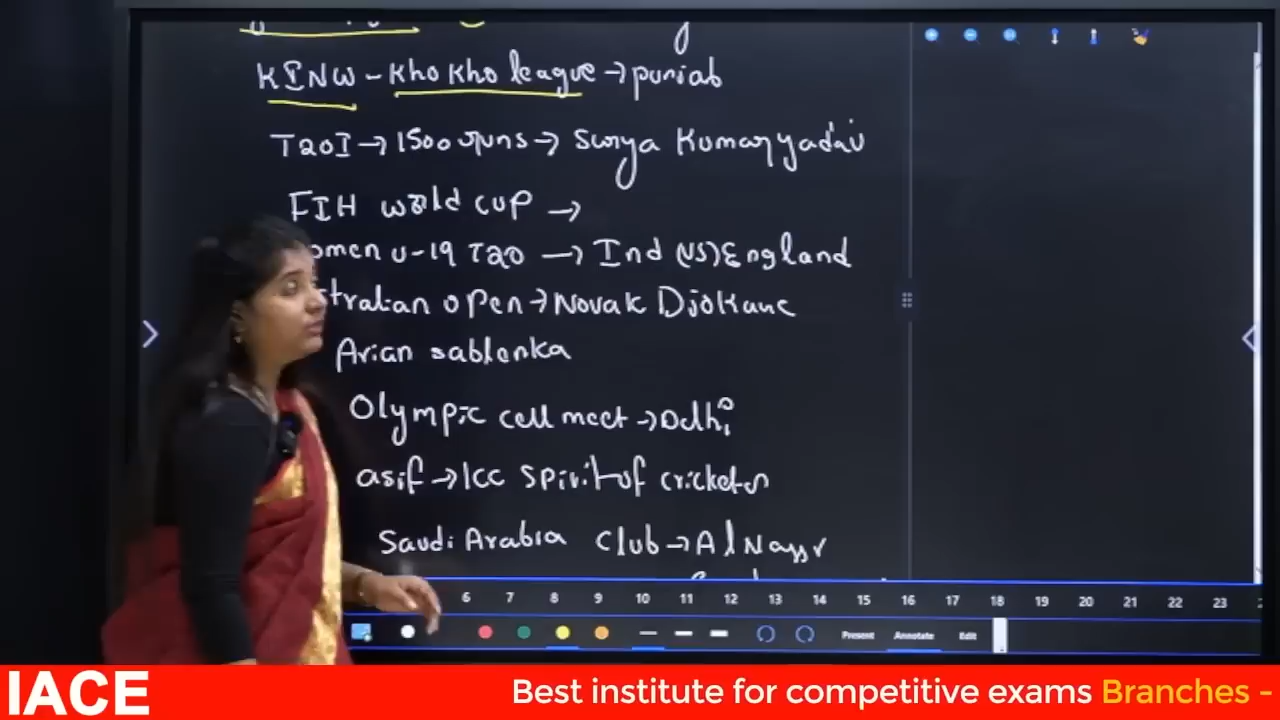 KINW - Kho Kho league → punjab
T20I → 1500 runs → Surya Kumar yadav
FIH world cup →
omen U-19 T20 → Ind (VS) England
tralian open → Novak Djokavc
Arian sablenka
Olympic cell meet → Delhi
asif → ICC Spirit of cricketer
Saudi Arabia Club → Al Nassr
6 7 8 9 10 11 12 13 14 15 16 17 18 19 20 21 22 23
Present Annotate Edit
IACE Best institute for competitive exams Branches -